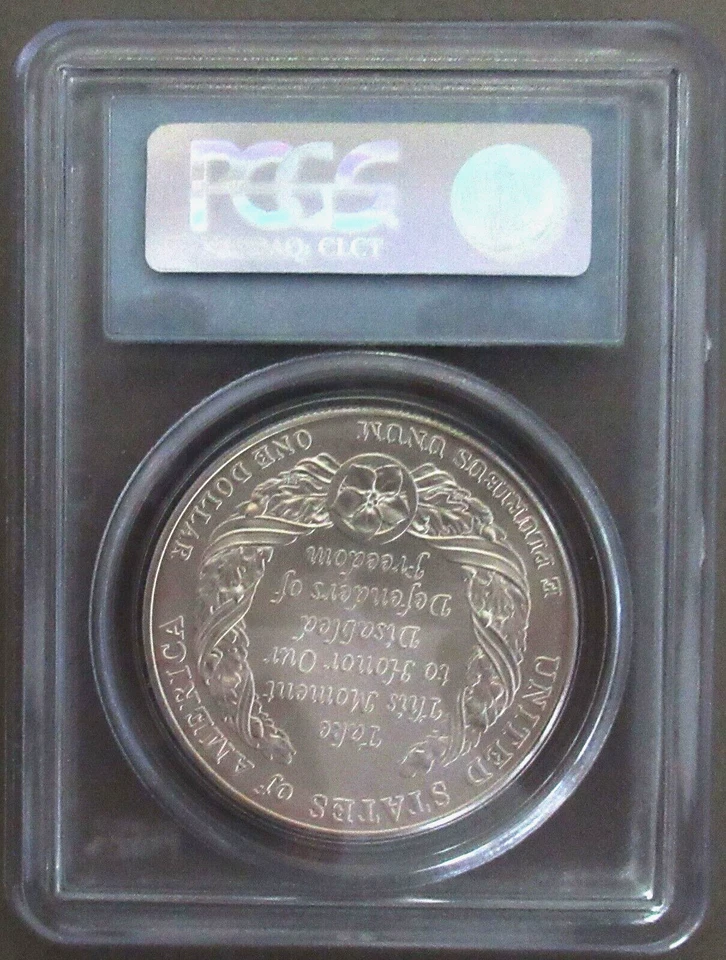 PCGS
NASDAQ: CLCT
UNITED STATES of AMERICA
Take
This Moment
to Honor Our
Disabled
Defenders of
Freedom
E PLURIBUS UNUM
ONE DOLLAR